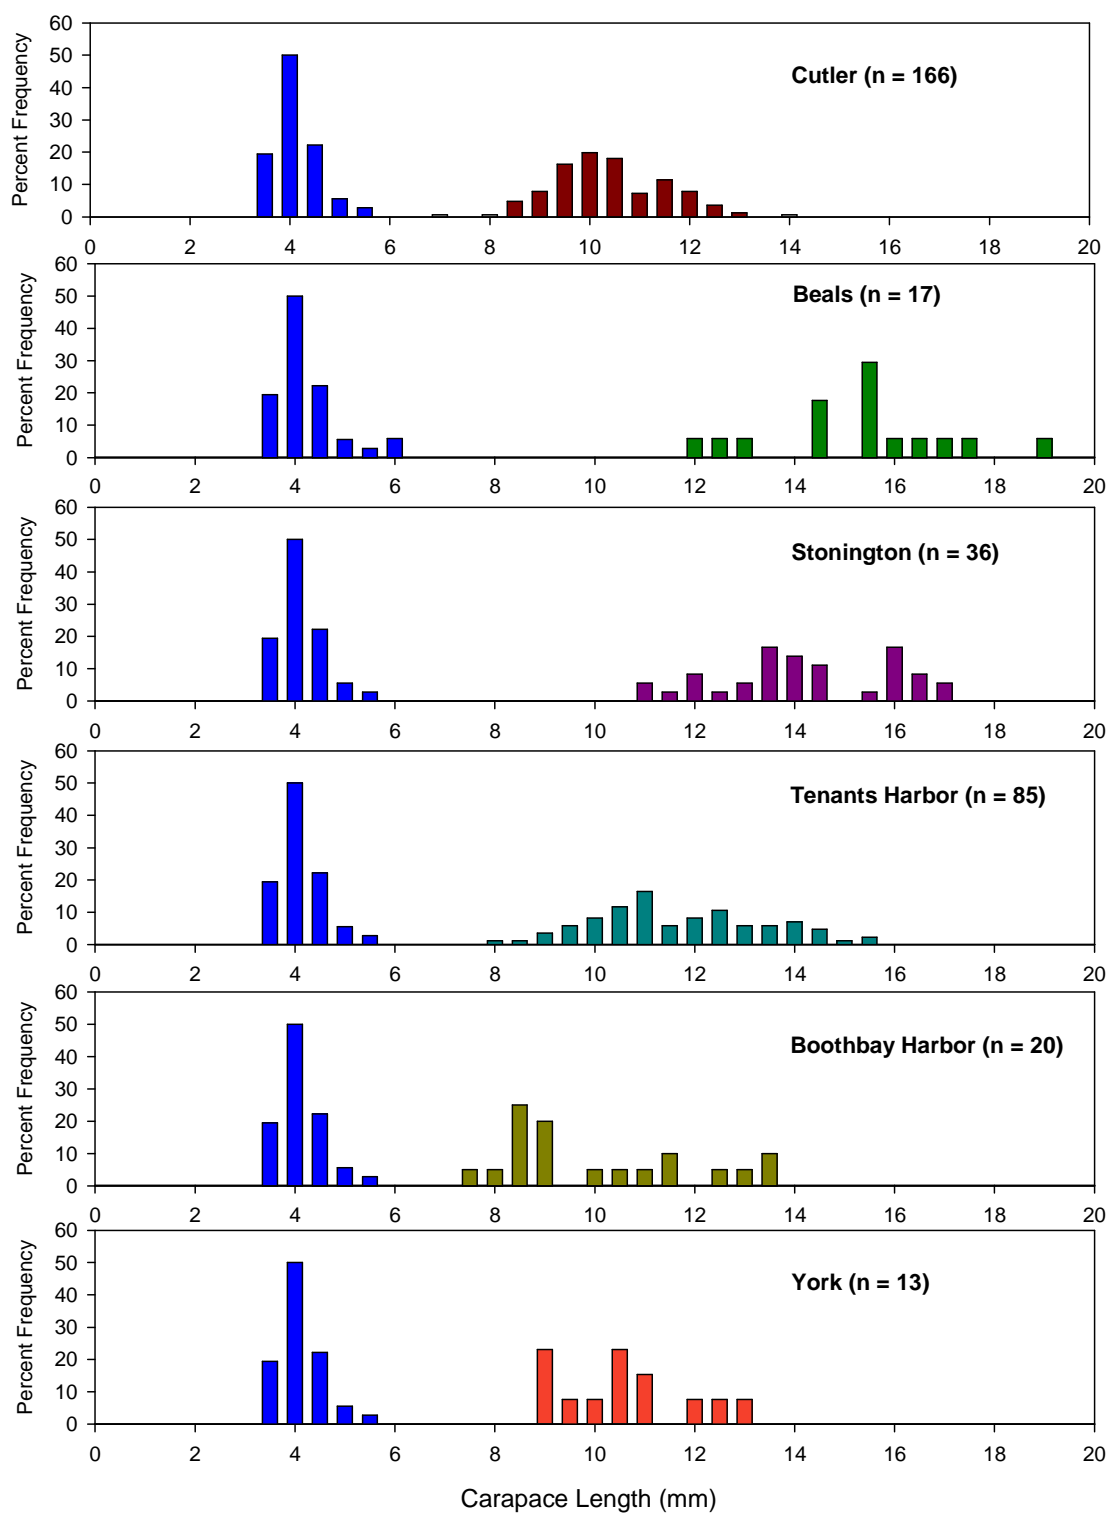 60
50
40
30
20
10
0
Percent Frequency
Cutler (n = 166)
0 2 4 6 8 10 12 14 16 18 20
60
50
40
30
20
10
0
Percent Frequency
Beals (n = 17)
0 2 4 6 8 10 12 14 16 18 20
60
50
40
30
20
10
0
Percent Frequency
Stonington (n = 36)
0 2 4 6 8 10 12 14 16 18 20
60
50
40
30
20
10
0
Percent Frequency
Tenants Harbor (n = 85)
0 2 4 6 8 10 12 14 16 18 20
60
50
40
30
20
10
0
Percent Frequency
Boothbay Harbor (n = 20)
0 2 4 6 8 10 12 14 16 18 20
60
50
40
30
20
10
0
Percent Frequency
York (n = 13)
0 2 4 6 8 10 12 14 16 18 20
Carapace Length (mm)